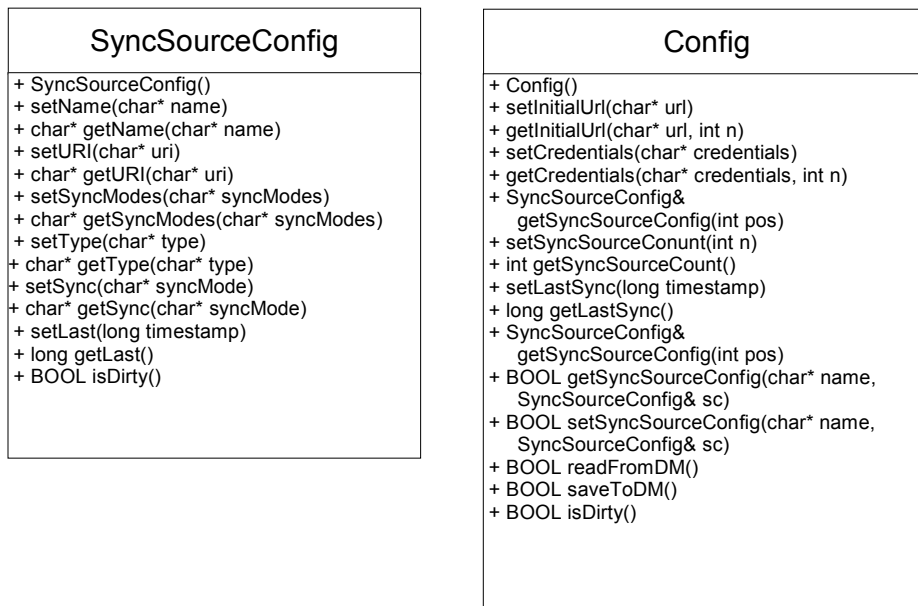 SyncSourceConfig
+ SyncSourceConfig()
+ setName(char* name)
+ char* getName(char* name)
+ setURI(char* uri)
+ char* getURI(char* uri)
+ setSyncModes(char* syncModes)
+ char* getSyncModes(char* syncModes)
+ setType(char* type)
+ char* getType(char* type)
+ setSync(char* syncMode)
+ char* getSync(char* syncMode)
+ setLast(long timestamp)
+ long getLast()
+ BOOL isDirty()
Config
+ Config()
+ setInitialUrl(char* url)
+ getInitialUrl(char* url, int n)
+ setCredentials(char* credentials)
+ getCredentials(char* credentials, int n)
+ SyncSourceConfig&
getSyncSourceConfig(int pos)
+ setSyncSourceConunt(int n)
+ int getSyncSourceCount()
+ setLastSync(long timestamp)
+ long getLastSync()
+ SyncSourceConfig&
getSyncSourceConfig(int pos)
+ BOOL getSyncSourceConfig(char* name,
SyncSourceConfig& sc)
+ BOOL setSyncSourceConfig(char* name,
SyncSourceConfig& sc)
+ BOOL readFromDM()
+ BOOL saveToDM()
+ BOOL isDirty()